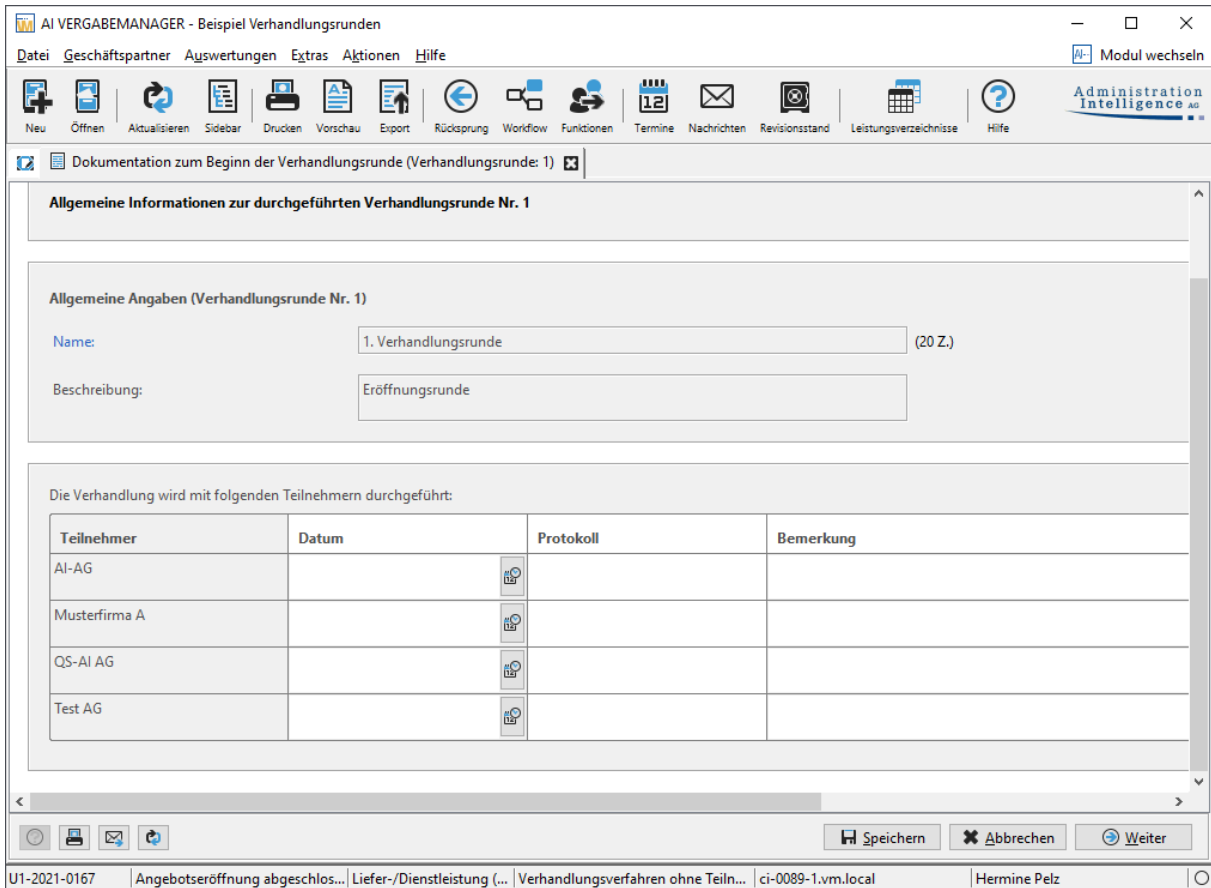 AI VERGABEMANAGER - Beispiel Verhandlungsrunden
Datei Geschäftspartner Auswertungen Extras Aktionen Hilfe AI Modul wechseln
Neu Öffnen Aktualisieren Sidebar Drucken Vorschau Export Rücksprung Workflow Funktionen Termine Nachrichten Revisionsstand Leistungsverzeichnisse Hilfe
Administration
Intelligence AG
Dokumentation zum Beginn der Verhandlungsrunde (Verhandlungsrunde: 1)
Allgemeine Informationen zur durchgeführten Verhandlungsrunde Nr. 1
Allgemeine Angaben (Verhandlungsrunde Nr. 1)
Name: 1. Verhandlungsrunde (20 Z.)
Beschreibung: Eröffnungsrunde
Die Verhandlung wird mit folgenden Teilnehmern durchgeführt:
Teilnehmer Datum Protokoll Bemerkung
AI-AG
Musterfirma A
QS-AI AG
Test AG
Speichern Abbrechen Weiter
U1-2021-0167 Angebotseröffnung abgeschlos... Liefer-/Dienstleistung (... Verhandlungsverfahren ohne Teiln... ci-0089-1.vm.local Hermine Pelz